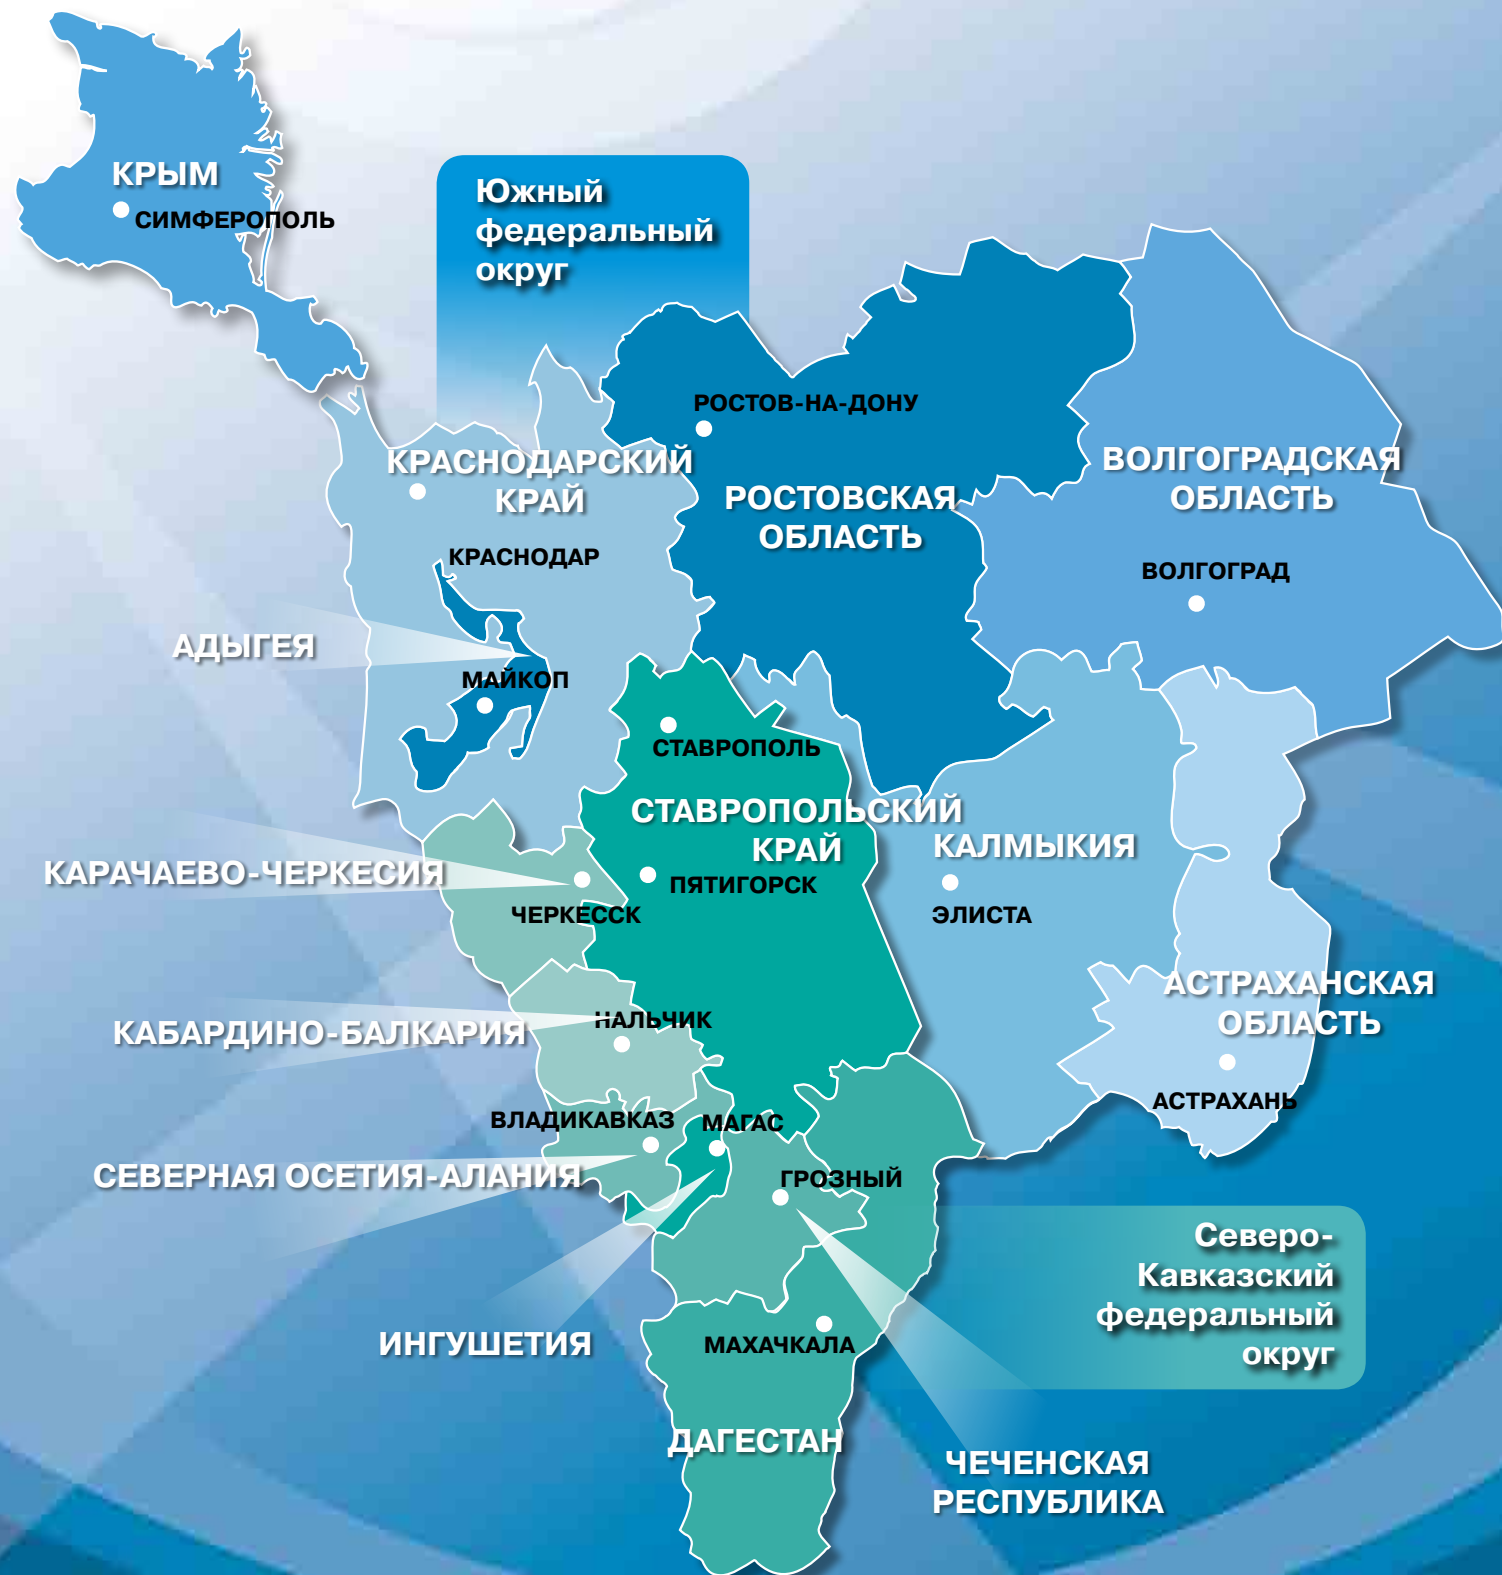 КРЫМ
СИМФЕРОПОЛЬ
Южный
федеральный
округ
РОСТОВ-НА-ДОНУ
КРАСНОДАРСКИЙ
КРАЙ
РОСТОВСКАЯ
ОБЛАСТЬ
ВОЛГОГРАДСКАЯ
ОБЛАСТЬ
КРАСНОДАР
ВОЛГОГРАД
АДЫГЕЯ
МАЙКОП
СТАВРОПОЛЬ
СТАВРОПОЛЬСКИЙ
КРАЙ
КАЛМЫКИЯ
КАРАЧАЕВО-ЧЕРКЕСИЯ
ПЯТИГОРСК
ЧЕРКЕССК
ЭЛИСТА
АСТРАХАНСКАЯ
ОБЛАСТЬ
КАБАРДИНО-БАЛКАРИЯ
НАЛЬЧИК
АСТРАХАНЬ
ВЛАДИКАВКАЗ
МАГАС
СЕВЕРНАЯ ОСЕТИЯ-АЛАНИЯ
ГРОЗНЫЙ
Северо-
Кавказский
федеральный
округ
ИНГУШЕТИЯ
МАХАЧКАЛА
ДАГЕСТАН
ЧЕЧЕНСКАЯ
РЕСПУБЛИКА